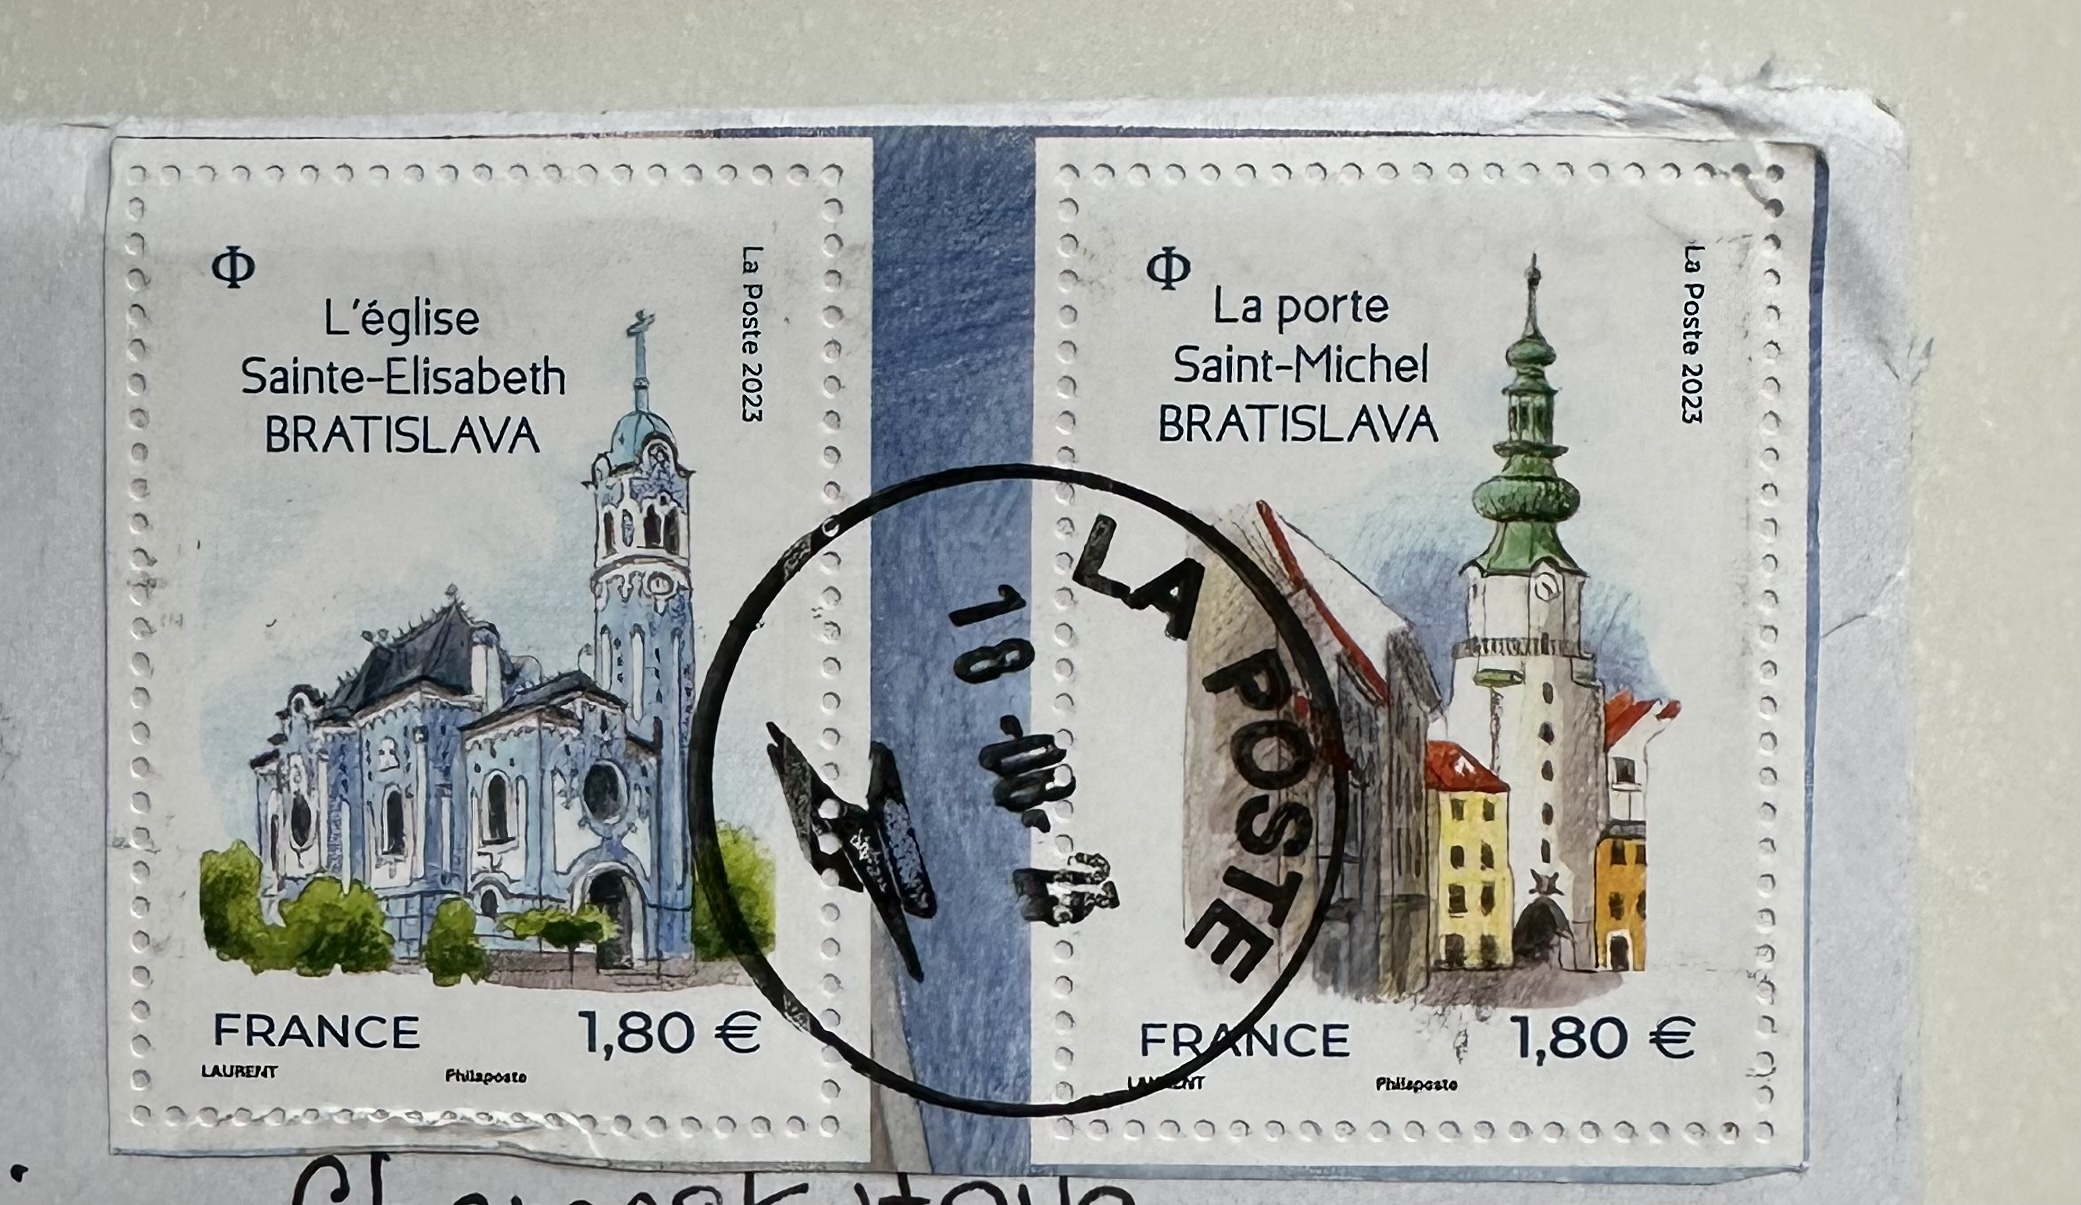 Φ
L'église
Sainte-Elisabeth
BRATISLAVA
La Poste 2023
FRANCE 1,80 €
LAURENT Philaposte
Φ
La porte
Saint-Michel
BRATISLAVA
La Poste 2023
FRANCE 1,80 €
LAURENT Philaposte
LA POSTE
18